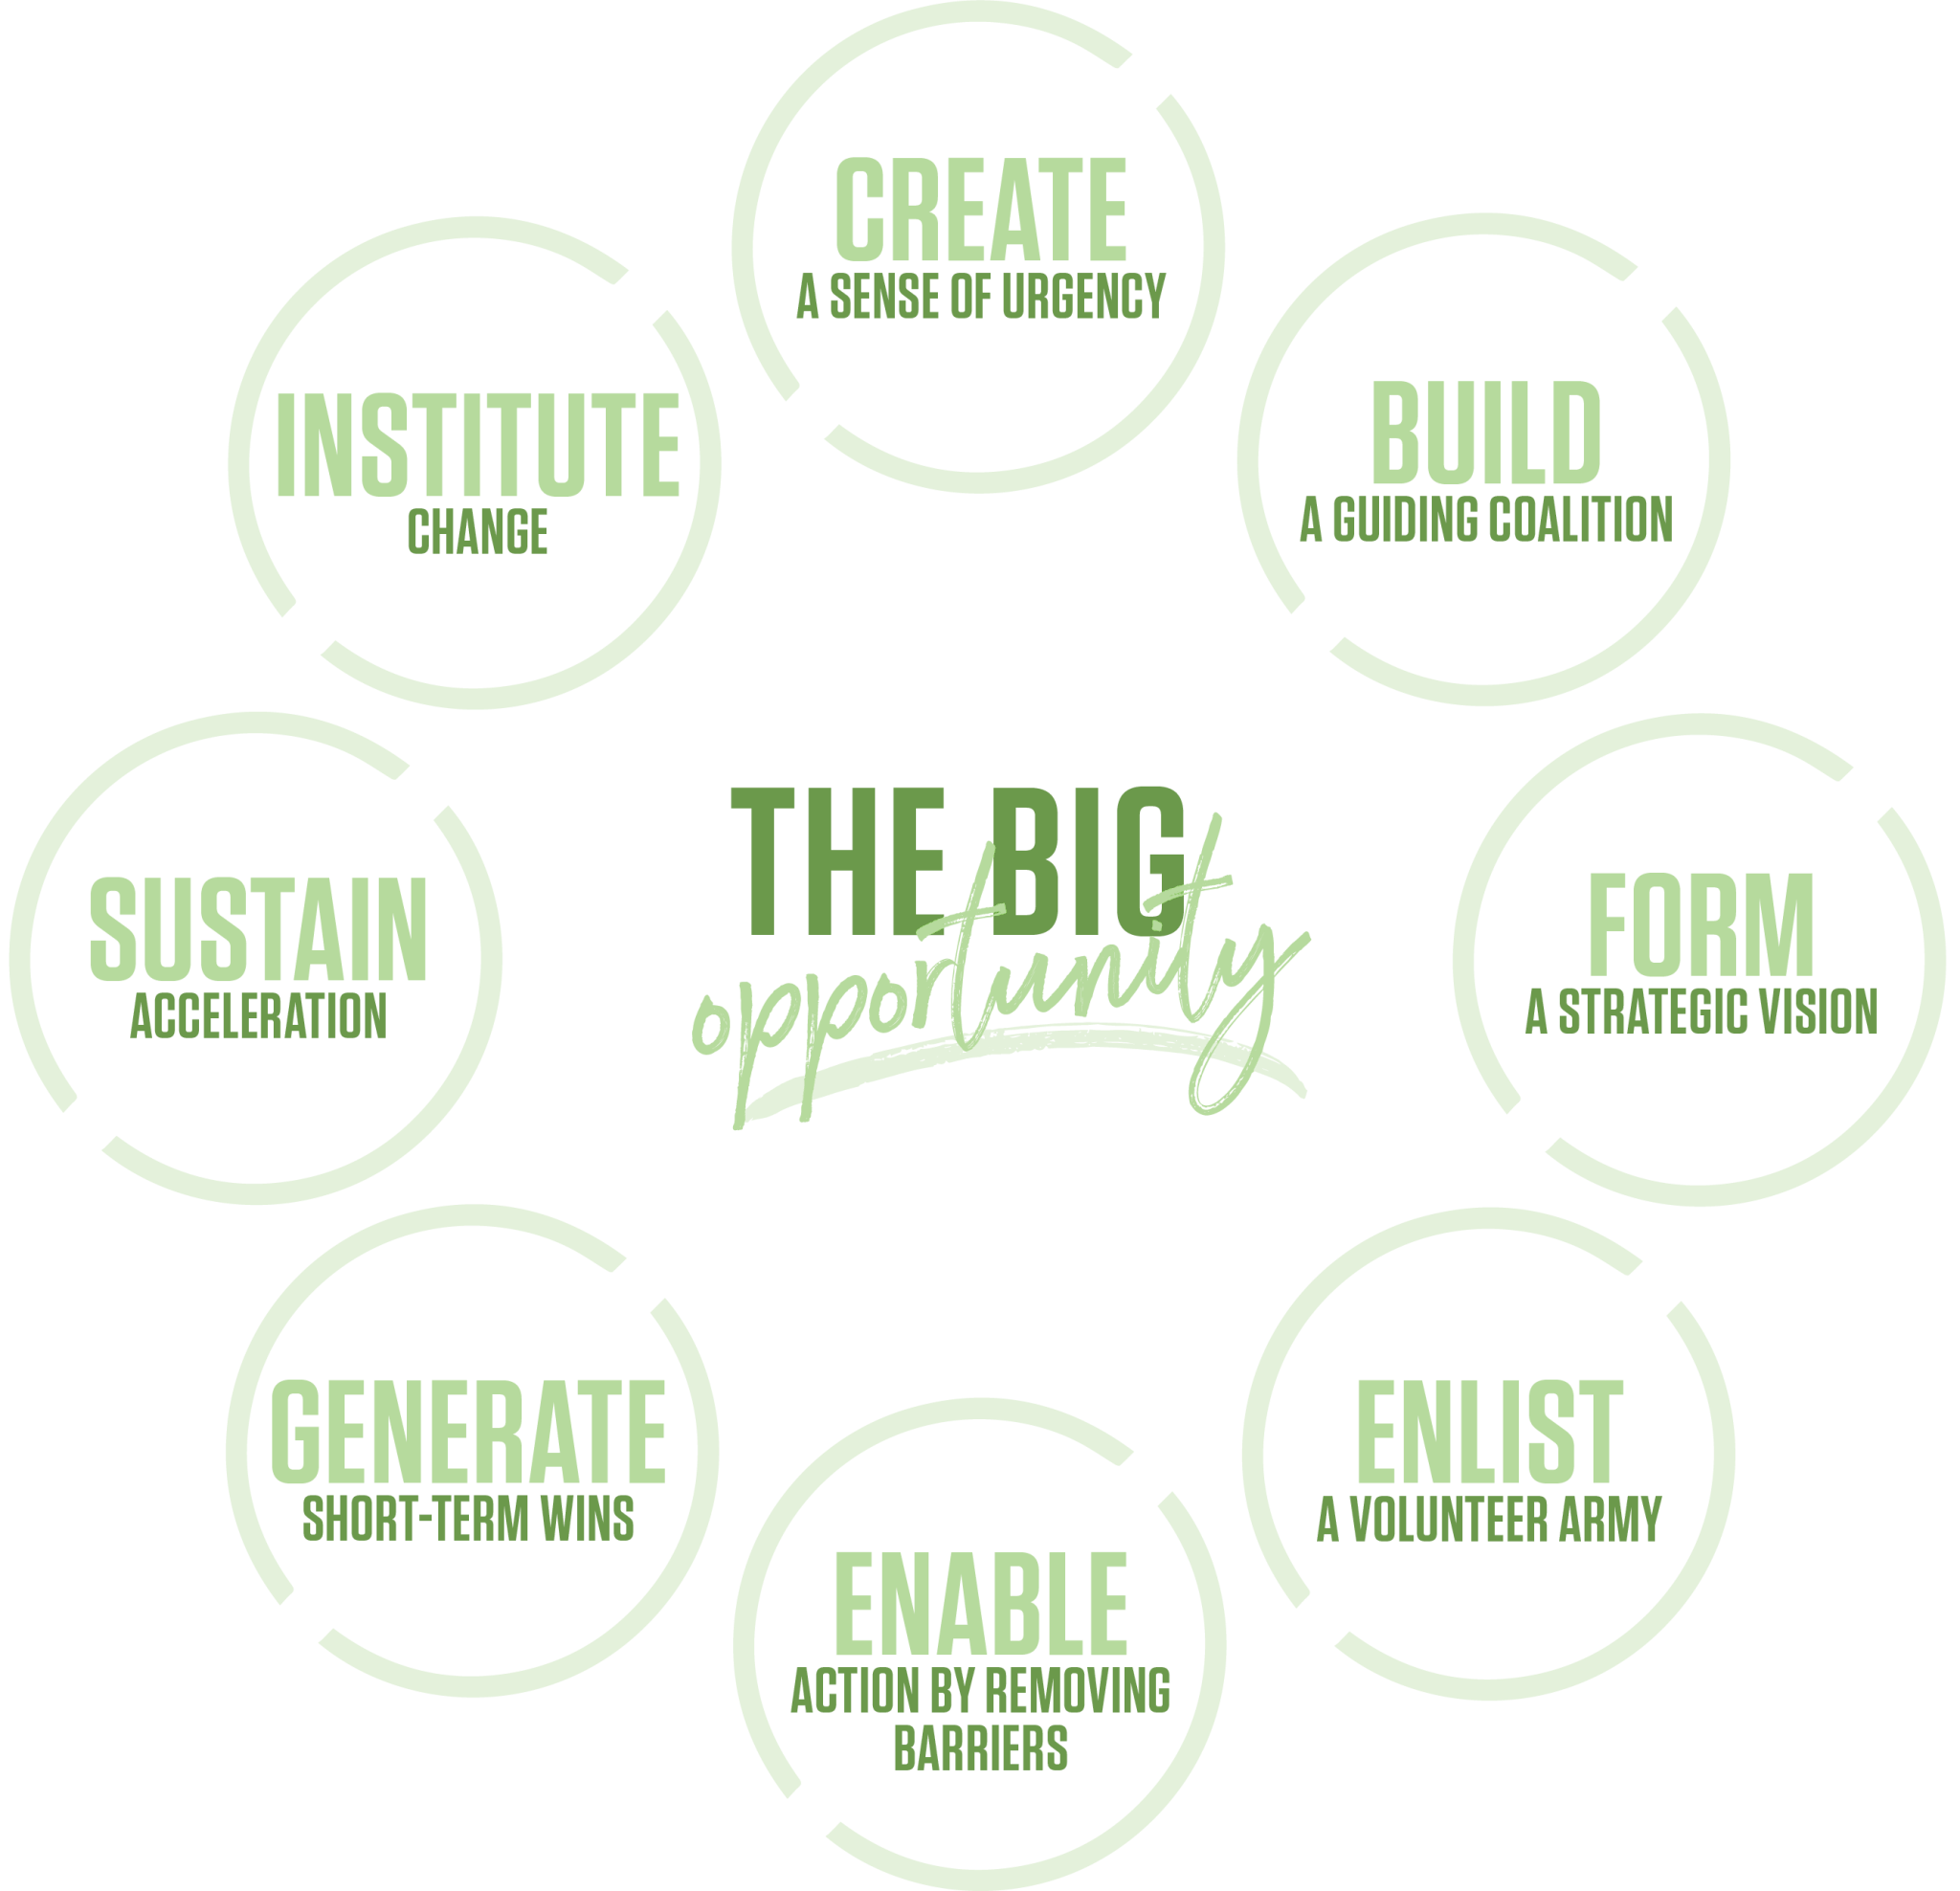 CREATE
A SENSE OF URGENCY
BUILD
A GUIDING COALITION
FORM
A STRATEGIC VISION
ENLIST
A VOLUNTEER ARMY
ENABLE
ACTION BY REMOVING
BARRIERS
GENERATE
SHORT-TERM WINS
SUSTAIN
ACCELERATION
INSTITUTE
CHANGE
THE BIG
opportunity